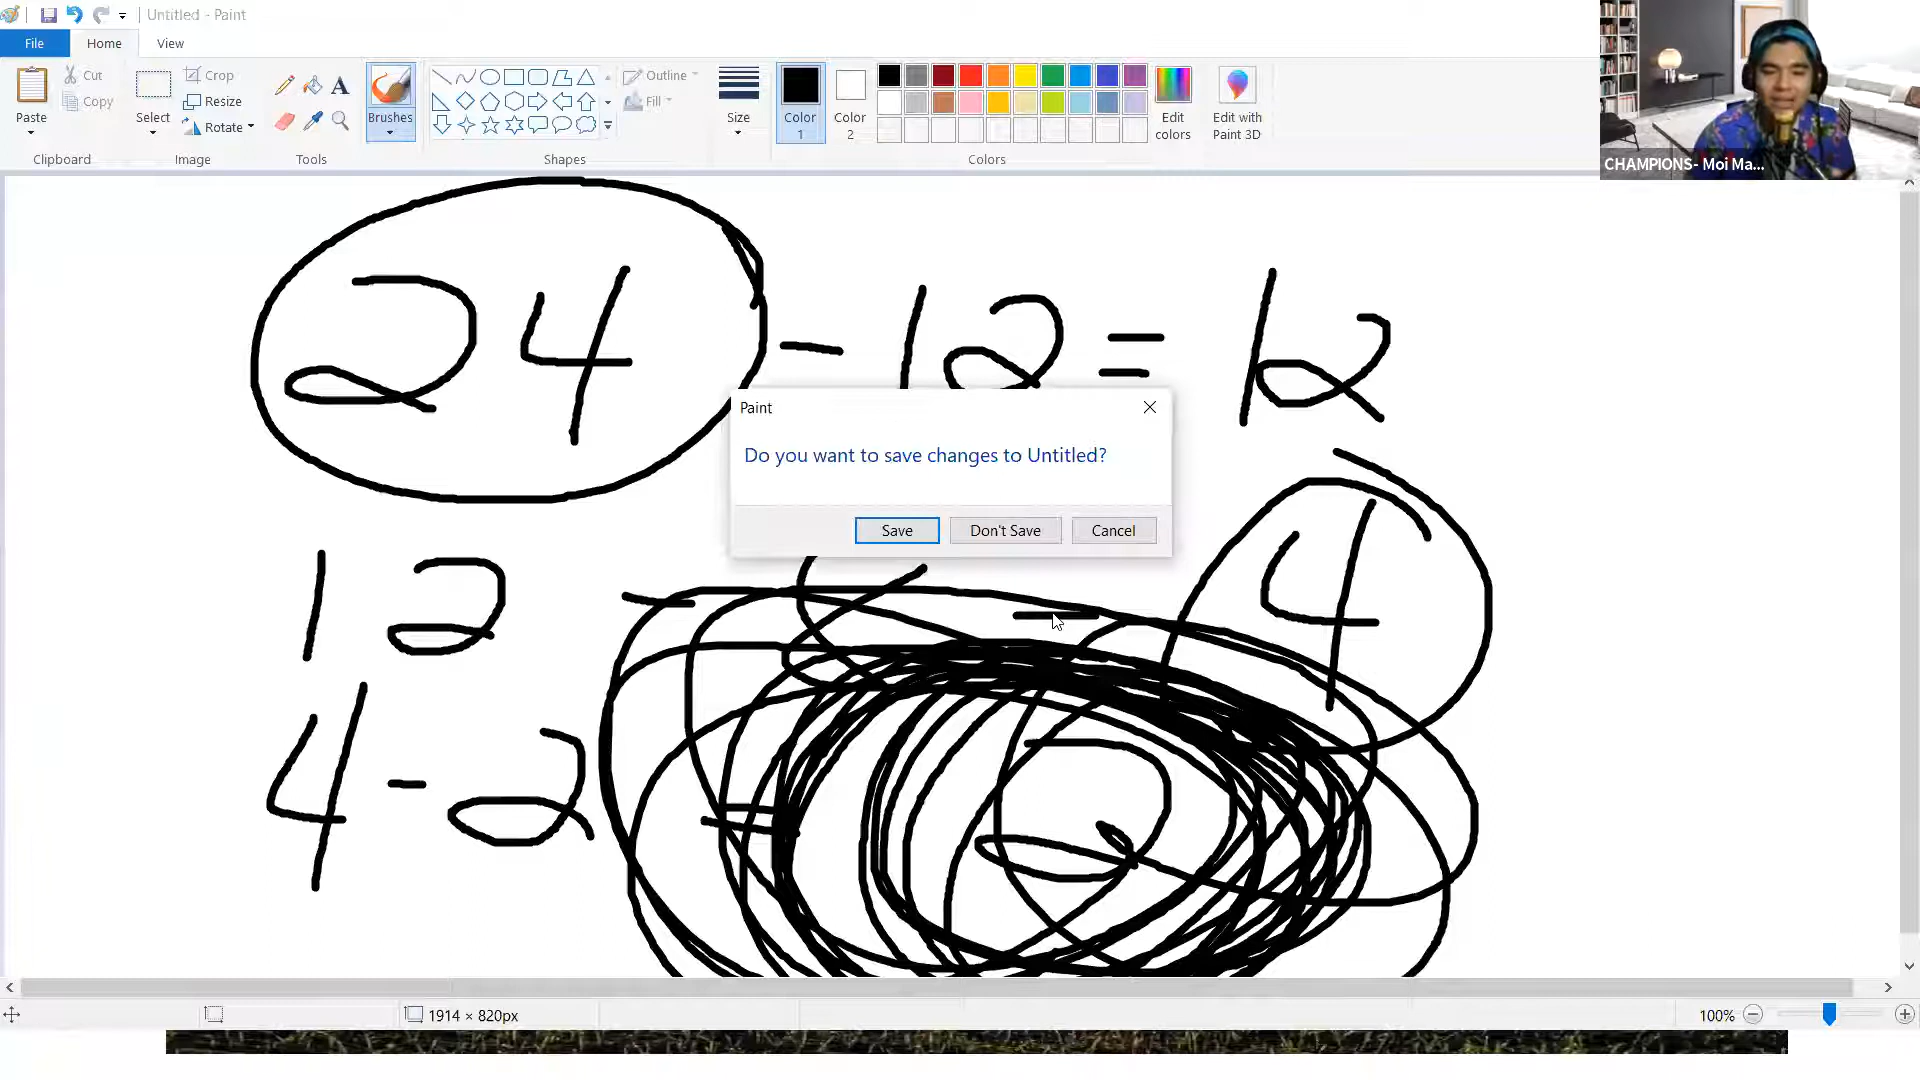 Untitled - Paint
File Home View
Paste
Cut
Copy
Clipboard
Select
Crop
Resize
Rotate
Image
A
Tools
Brushes
Shapes
Outline
Fill
Size
Color 1
Color 2
Edit colors
Edit with Paint 3D
Colors
CHAMPIONS- Moi Ma...
24 - 12 = 12
Paint
Do you want to save changes to Untitled?
Save Don't Save Cancel
12 - - 4
4 - 2 = 2
1914 × 820px
100%